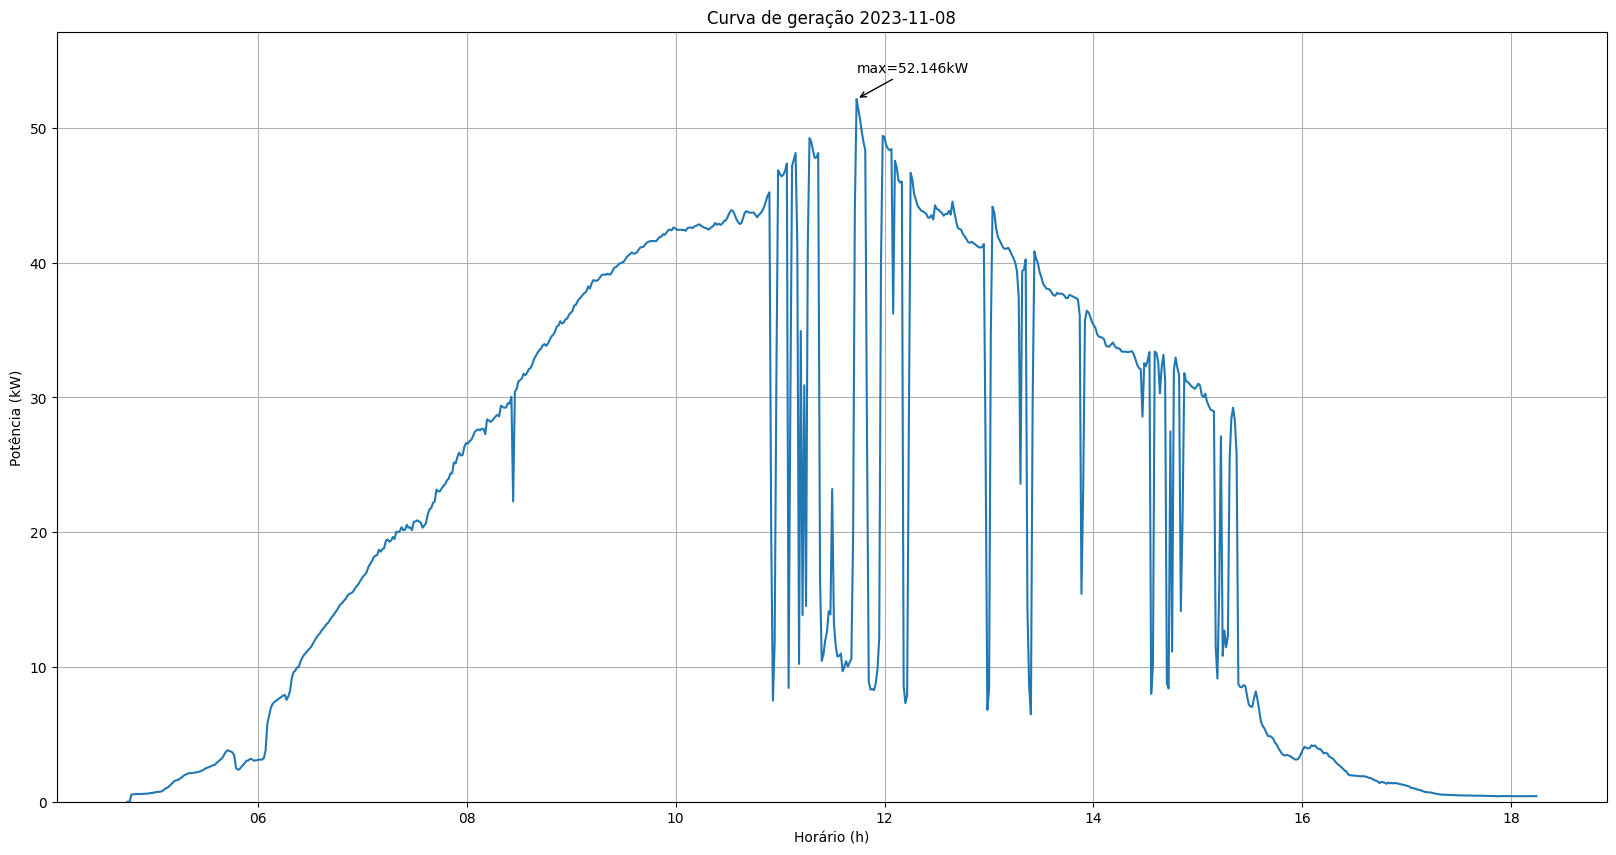 Curva de geração 2023-11-08
max=52.146kW
50
40
30
20
10
0
Potência (kW)
06 08 10 12 14 16 18
Horário (h)